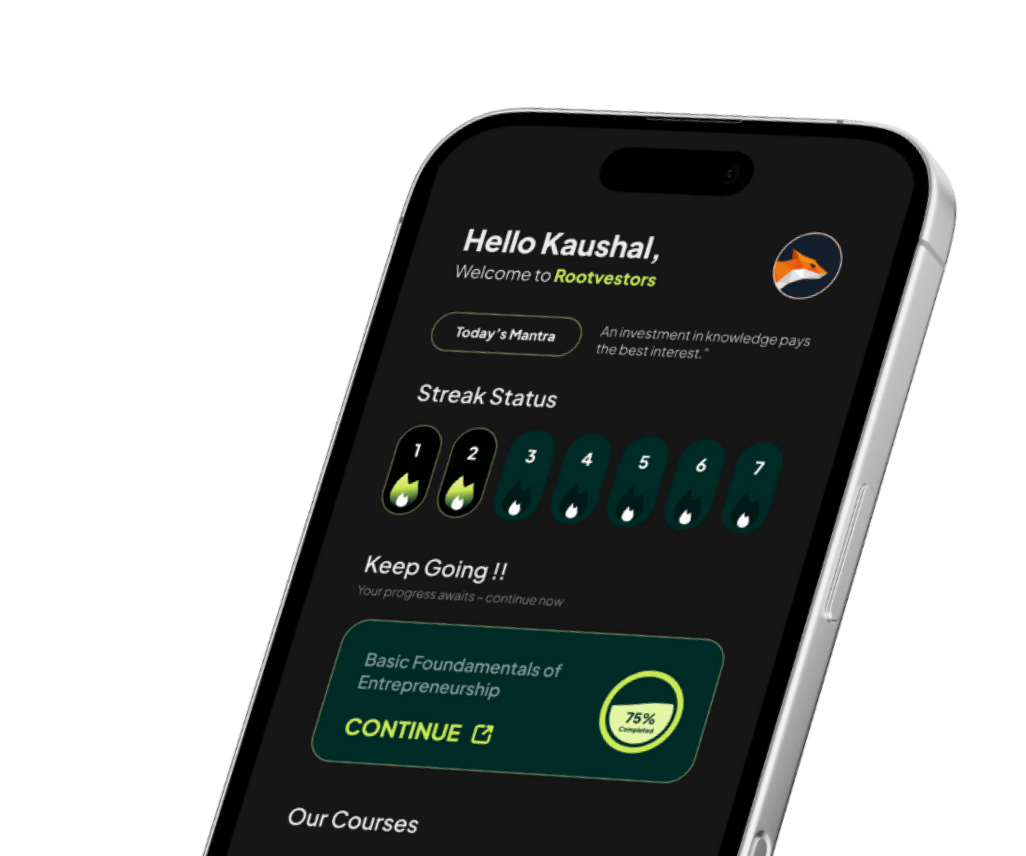 Hello Kaushal,
Welcome to Rootvestors
Today's Mantra
An investment in knowledge pays
the best interest."
Streak Status
1 2 3 4 5 6 7
Keep Going !!
Your progress awaits - continue now
Basic Foundamentals of
Entrepreneurship
CONTINUE
75%
Completed
Our Courses